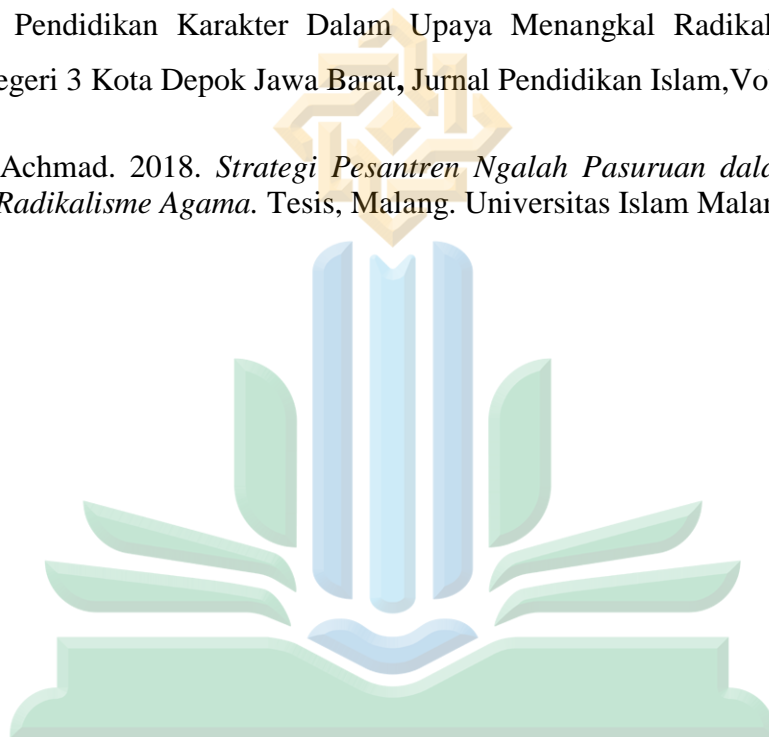 Pendidikan Karakter Dalam Upaya Menangkal Radikal
egeri 3 Kota Depok Jawa Barat, Jurnal Pendidikan Islam,Vo
Achmad. 2018. Strategi Pesantren Ngalah Pasuruan dala
Radikalisme Agama. Tesis, Malang. Universitas Islam Malan